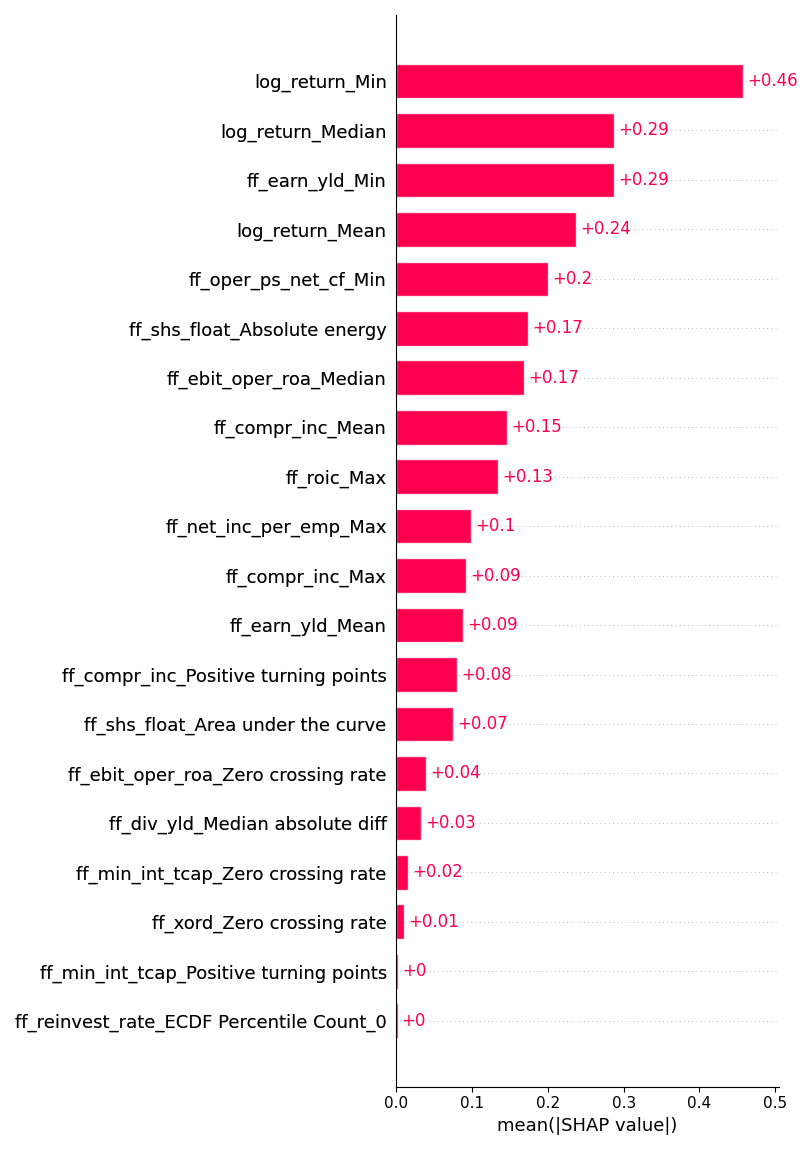 log_return_Min +0.46
log_return_Median +0.29
ff_earn_yld_Min +0.29
log_return_Mean +0.24
ff_oper_ps_net_cf_Min +0.2
ff_shs_float_Absolute energy +0.17
ff_ebit_oper_roa_Median +0.17
ff_compr_inc_Mean +0.15
ff_roic_Max +0.13
ff_net_inc_per_emp_Max +0.1
ff_compr_inc_Max +0.09
ff_earn_yld_Mean +0.09
ff_compr_inc_Positive turning points +0.08
ff_shs_float_Area under the curve +0.07
ff_ebit_oper_roa_Zero crossing rate +0.04
ff_div_yld_Median absolute diff +0.03
ff_min_int_tcap_Zero crossing rate +0.02
ff_xord_Zero crossing rate +0.01
ff_min_int_tcap_Positive turning points +0
ff_reinvest_rate_ECDF Percentile Count_0 +0
0.0 0.1 0.2 0.3 0.4 0.5
mean(|SHAP value|)